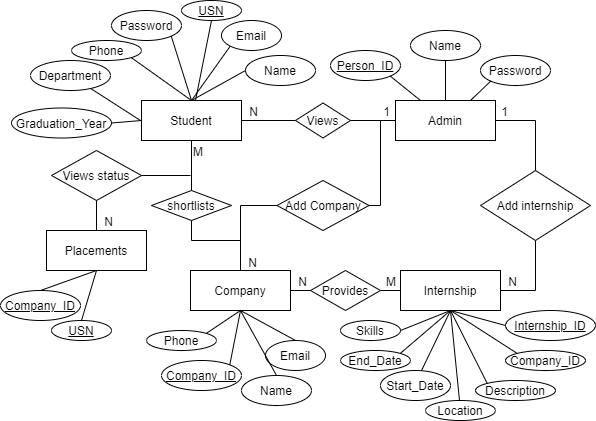 USN
Password
Email
Name
Phone
Name
Person_ID
Password
Department
Graduation_Year
Student
N
Views
1
Admin
1
M
Views status
shortlists
Add Company
Add internship
N
Placements
N
Company
N
Provides
M
Internship
N
Company_ID
USN
Phone
Email
Company_ID
Name
Skills
Internship_ID
End_Date
Company_ID
Start_Date
Description
Location